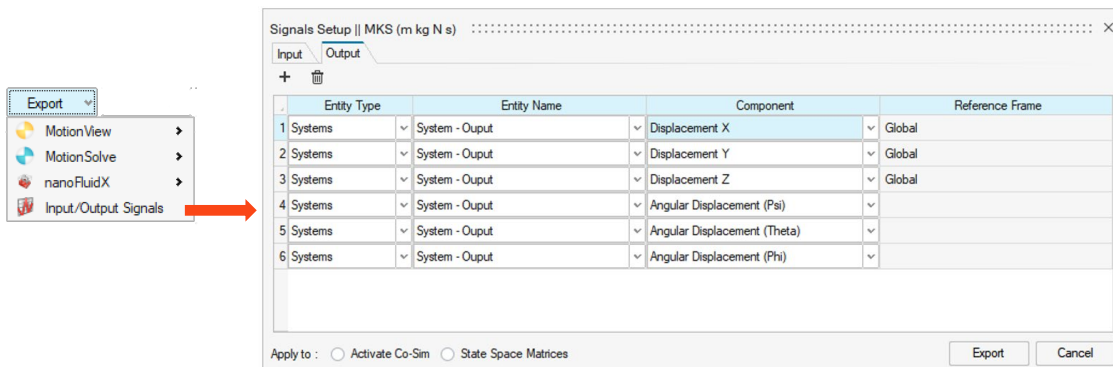 Export
MotionView
MotionSolve
nanoFluidX
Input/Output Signals
Signals Setup || MKS (m kg N s)
Input Output
Entity Type Entity Name Component Reference Frame
1 Systems System - Ouput Displacement X Global
2 Systems System - Ouput Displacement Y Global
3 Systems System - Ouput Displacement Z Global
4 Systems System - Ouput Angular Displacement (Psi)
5 Systems System - Ouput Angular Displacement (Theta)
6 Systems System - Ouput Angular Displacement (Phi)
Apply to : Activate Co-Sim State Space Matrices Export Cancel